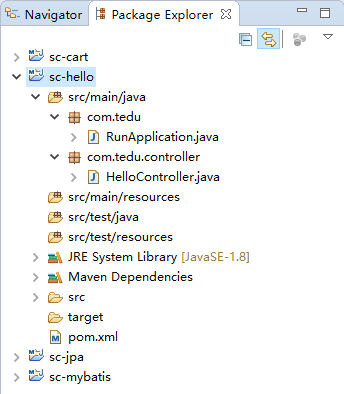 Navigator Package Explorer
sc-cart
sc-hello
src/main/java
com.tedu
RunApplication.java
com.tedu.controller
HelloController.java
src/main/resources
src/test/java
src/test/resources
JRE System Library [JavaSE-1.8]
Maven Dependencies
src
target
pom.xml
sc-jpa
sc-mybatis